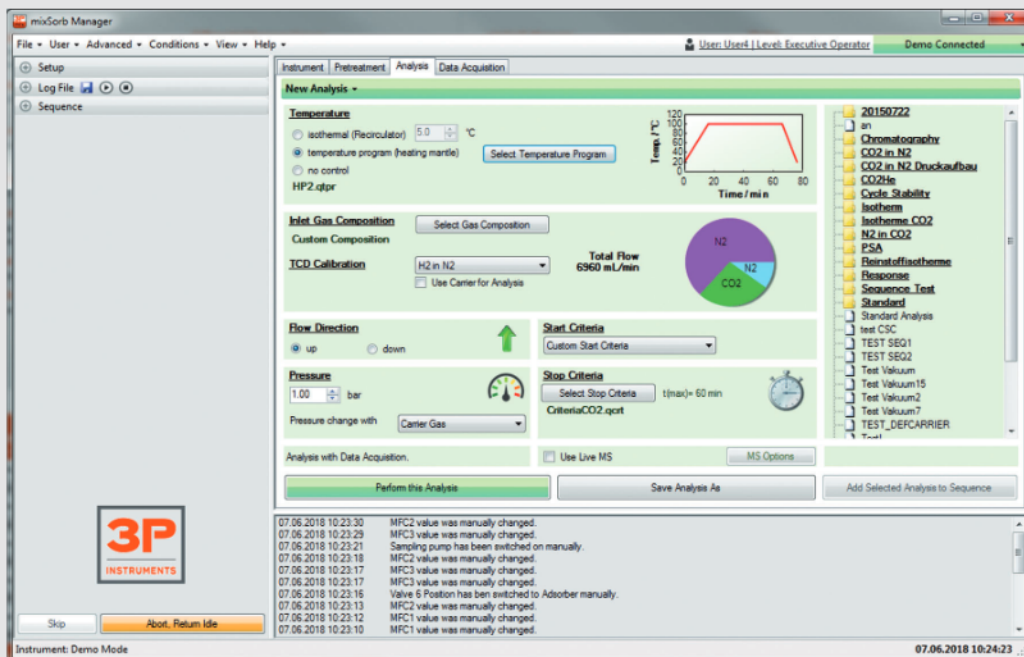 mixSorb Manager
File User Advanced Conditions View Help
User: User4 | Level: Executive Operator
Demo Connected
Setup
Log File
Sequence
Instrument Pretreatment Analysis Data Acquisition
New Analysis
Temperature
isothermal (Recirculator) 5.0 °C
temperature program (heating mantle) Select Temperature Program
no control
HP2.qtpr
Temp. / °C
120
100
80
60
40
20
0
0 20 40 60 80
Time / min
Inlet Gas Composition Select Gas Composition
Custom Composition
TCD Calibration H2 in N2
Use Carrier for Analysis
Total Flow
6960 mL/min
N2
N2
CO2
Flow Direction
up down
Start Criteria
Custom Start Criteria
Pressure
1.00 bar
Pressure change with Carrier Gas
Stop Criteria
Select Stop Criteria t(max)= 60 min
CriteriaCO2.qcrt
Analysis with Data Acquisition.
Use Live MS MS Options
Perform this Analysis Save Analysis As Add Selected Analysis to Sequence
20150722
an
Chromatography
CO2 in N2
CO2 in N2 Druckaufbau
CO2He
Cycle Stability
Isotherm
Isotherme CO2
N2 in CO2
PSA
Reinstoffisotherme
Response
Sequence Test
Standard
Standard Analysis
test CSC
TEST SEQ1
TEST SEQ2
Test Vakuum
Test Vakuum15
Test Vakuum2
Test Vakuum7
TEST_DEFCARRIER
07.06.2018 10:23:30 MFC2 value was manually changed.
07.06.2018 10:23:29 MFC3 value was manually changed.
07.06.2018 10:23:21 Sampling pump has been switched on manually.
07.06.2018 10:23:18 MFC2 value was manually changed.
07.06.2018 10:23:17 MFC3 value was manually changed.
07.06.2018 10:23:17 MFC3 value was manually changed.
07.06.2018 10:23:16 Valve 6 Position has ben switched to Adsorber manually.
07.06.2018 10:23:13 MFC2 value was manually changed.
07.06.2018 10:23:12 MFC1 value was manually changed.
07.06.2018 10:23:10 MFC1 value was manually changed.
3P
INSTRUMENTS
Skip Abort, Return Idle
Instrument: Demo Mode
07.06.2018 10:24:23